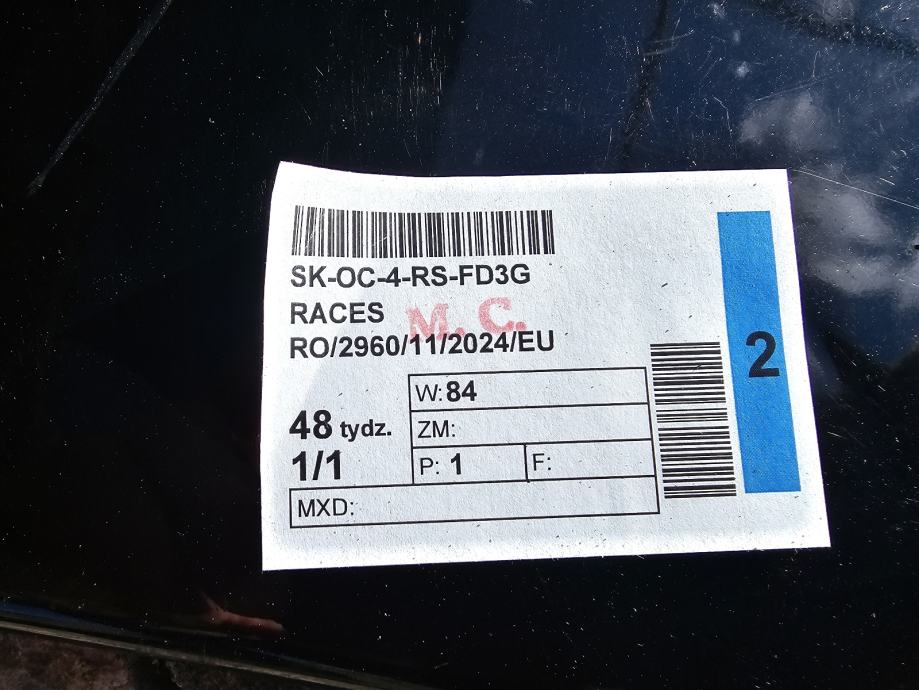 SK-OC-4-RS-FD3G
RACES
M. C.
RO/2960/11/2024/EU
W: 84
48 tydz.
ZM:
1/1
P: 1
F:
MXD:
2